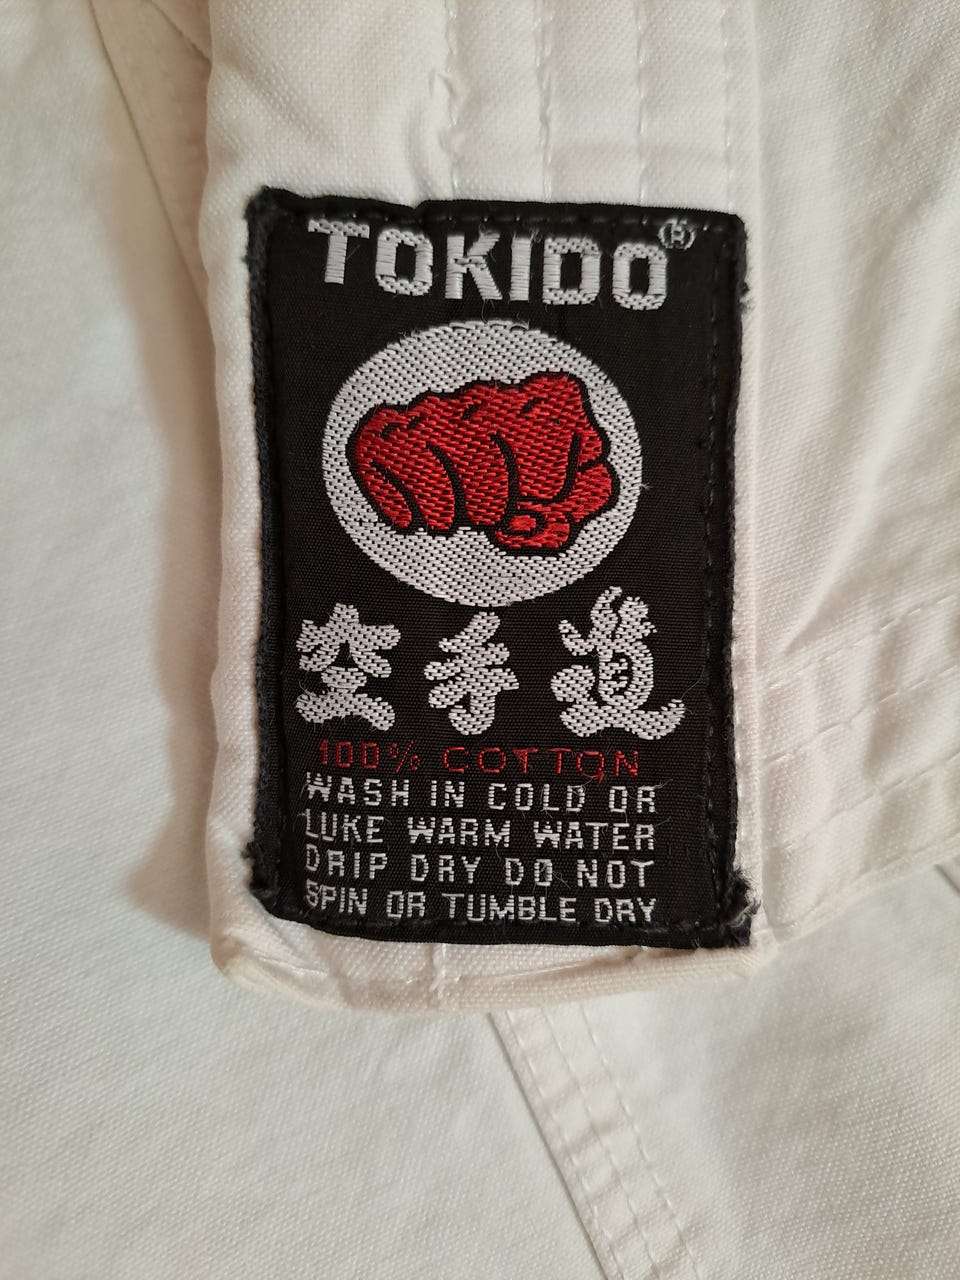 TOKIDO®
空手道
100% COTTON
WASH IN COLD OR
LUKE WARM WATER
DRIP DRY DO NOT
SPIN OR TUMBLE DRY